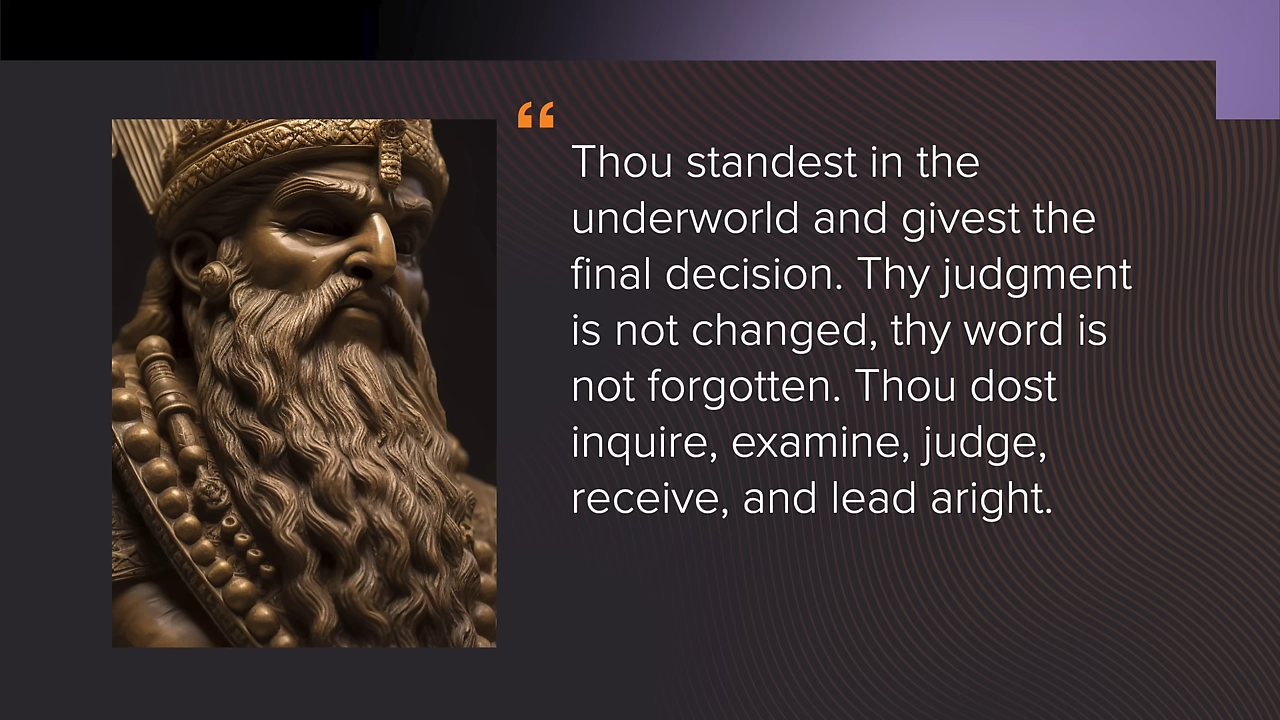 “
Thou standest in the
underworld and givest the
final decision. Thy judgment
is not changed, thy word is
not forgotten. Thou dost
inquire, examine, judge,
receive, and lead aright.